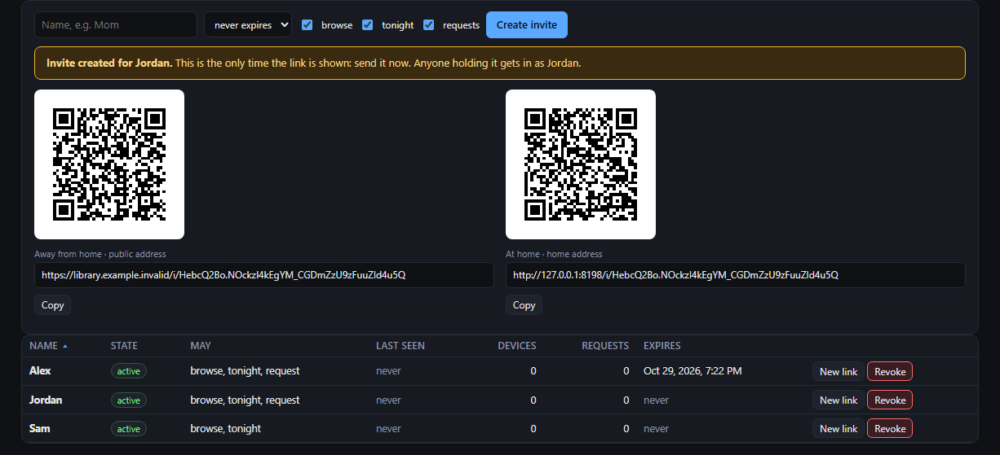 Name, e.g. Mom never expires browse tonight requests Create invite
Invite created for Jordan. This is the only time the link is shown: send it now. Anyone holding it gets in as Jordan.
Away from home · public address
https://library.example.invalid/i/HebcQ2Bo.NOckzI4kEgYM_CGDmZzU9zFuuZId4u5Q
Copy
At home · home address
http://127.0.0.1:8198/i/HebcQ2Bo.NOckzI4kEgYM_CGDmZzU9zFuuZId4u5Q
Copy
NAME STATE MAY LAST SEEN DEVICES REQUESTS EXPIRES
Alex active browse, tonight, request never 0 0 Oct 29, 2026, 7:22 PM New link Revoke
Jordan active browse, tonight, request never 0 0 never New link Revoke
Sam active browse, tonight never 0 0 never New link Revoke